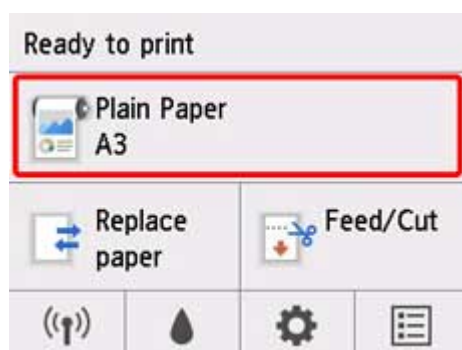 Ready to print
Plain Paper
A3
Replace
paper
Feed/Cut